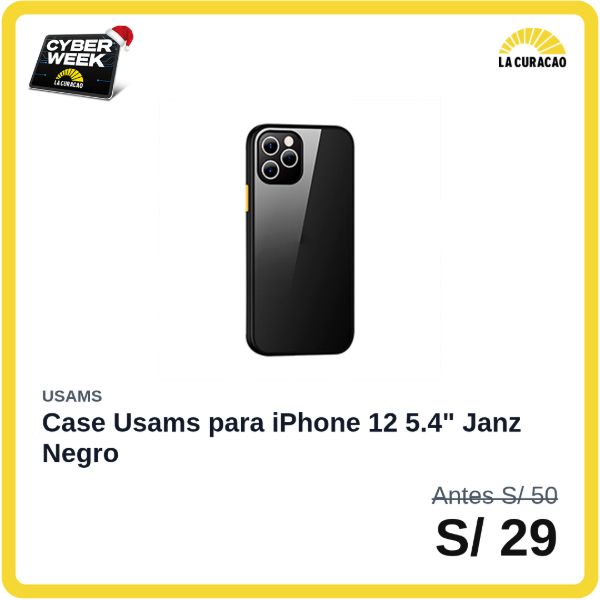 CYBER
WEEK
LA CURACAO
LA CURACAO
USAMS
Case Usams para iPhone 12 5.4" Janz
Negro
Antes S/ 50
S/ 29